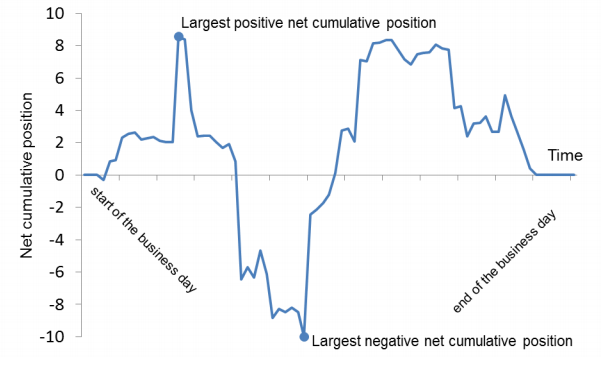 Largest positive net cumulative position
10
8
6
4
2
0
-2
-4
-6
-8
-10
Net cumulative position
Time
start of the business day
end of the business day
Largest negative net cumulative position